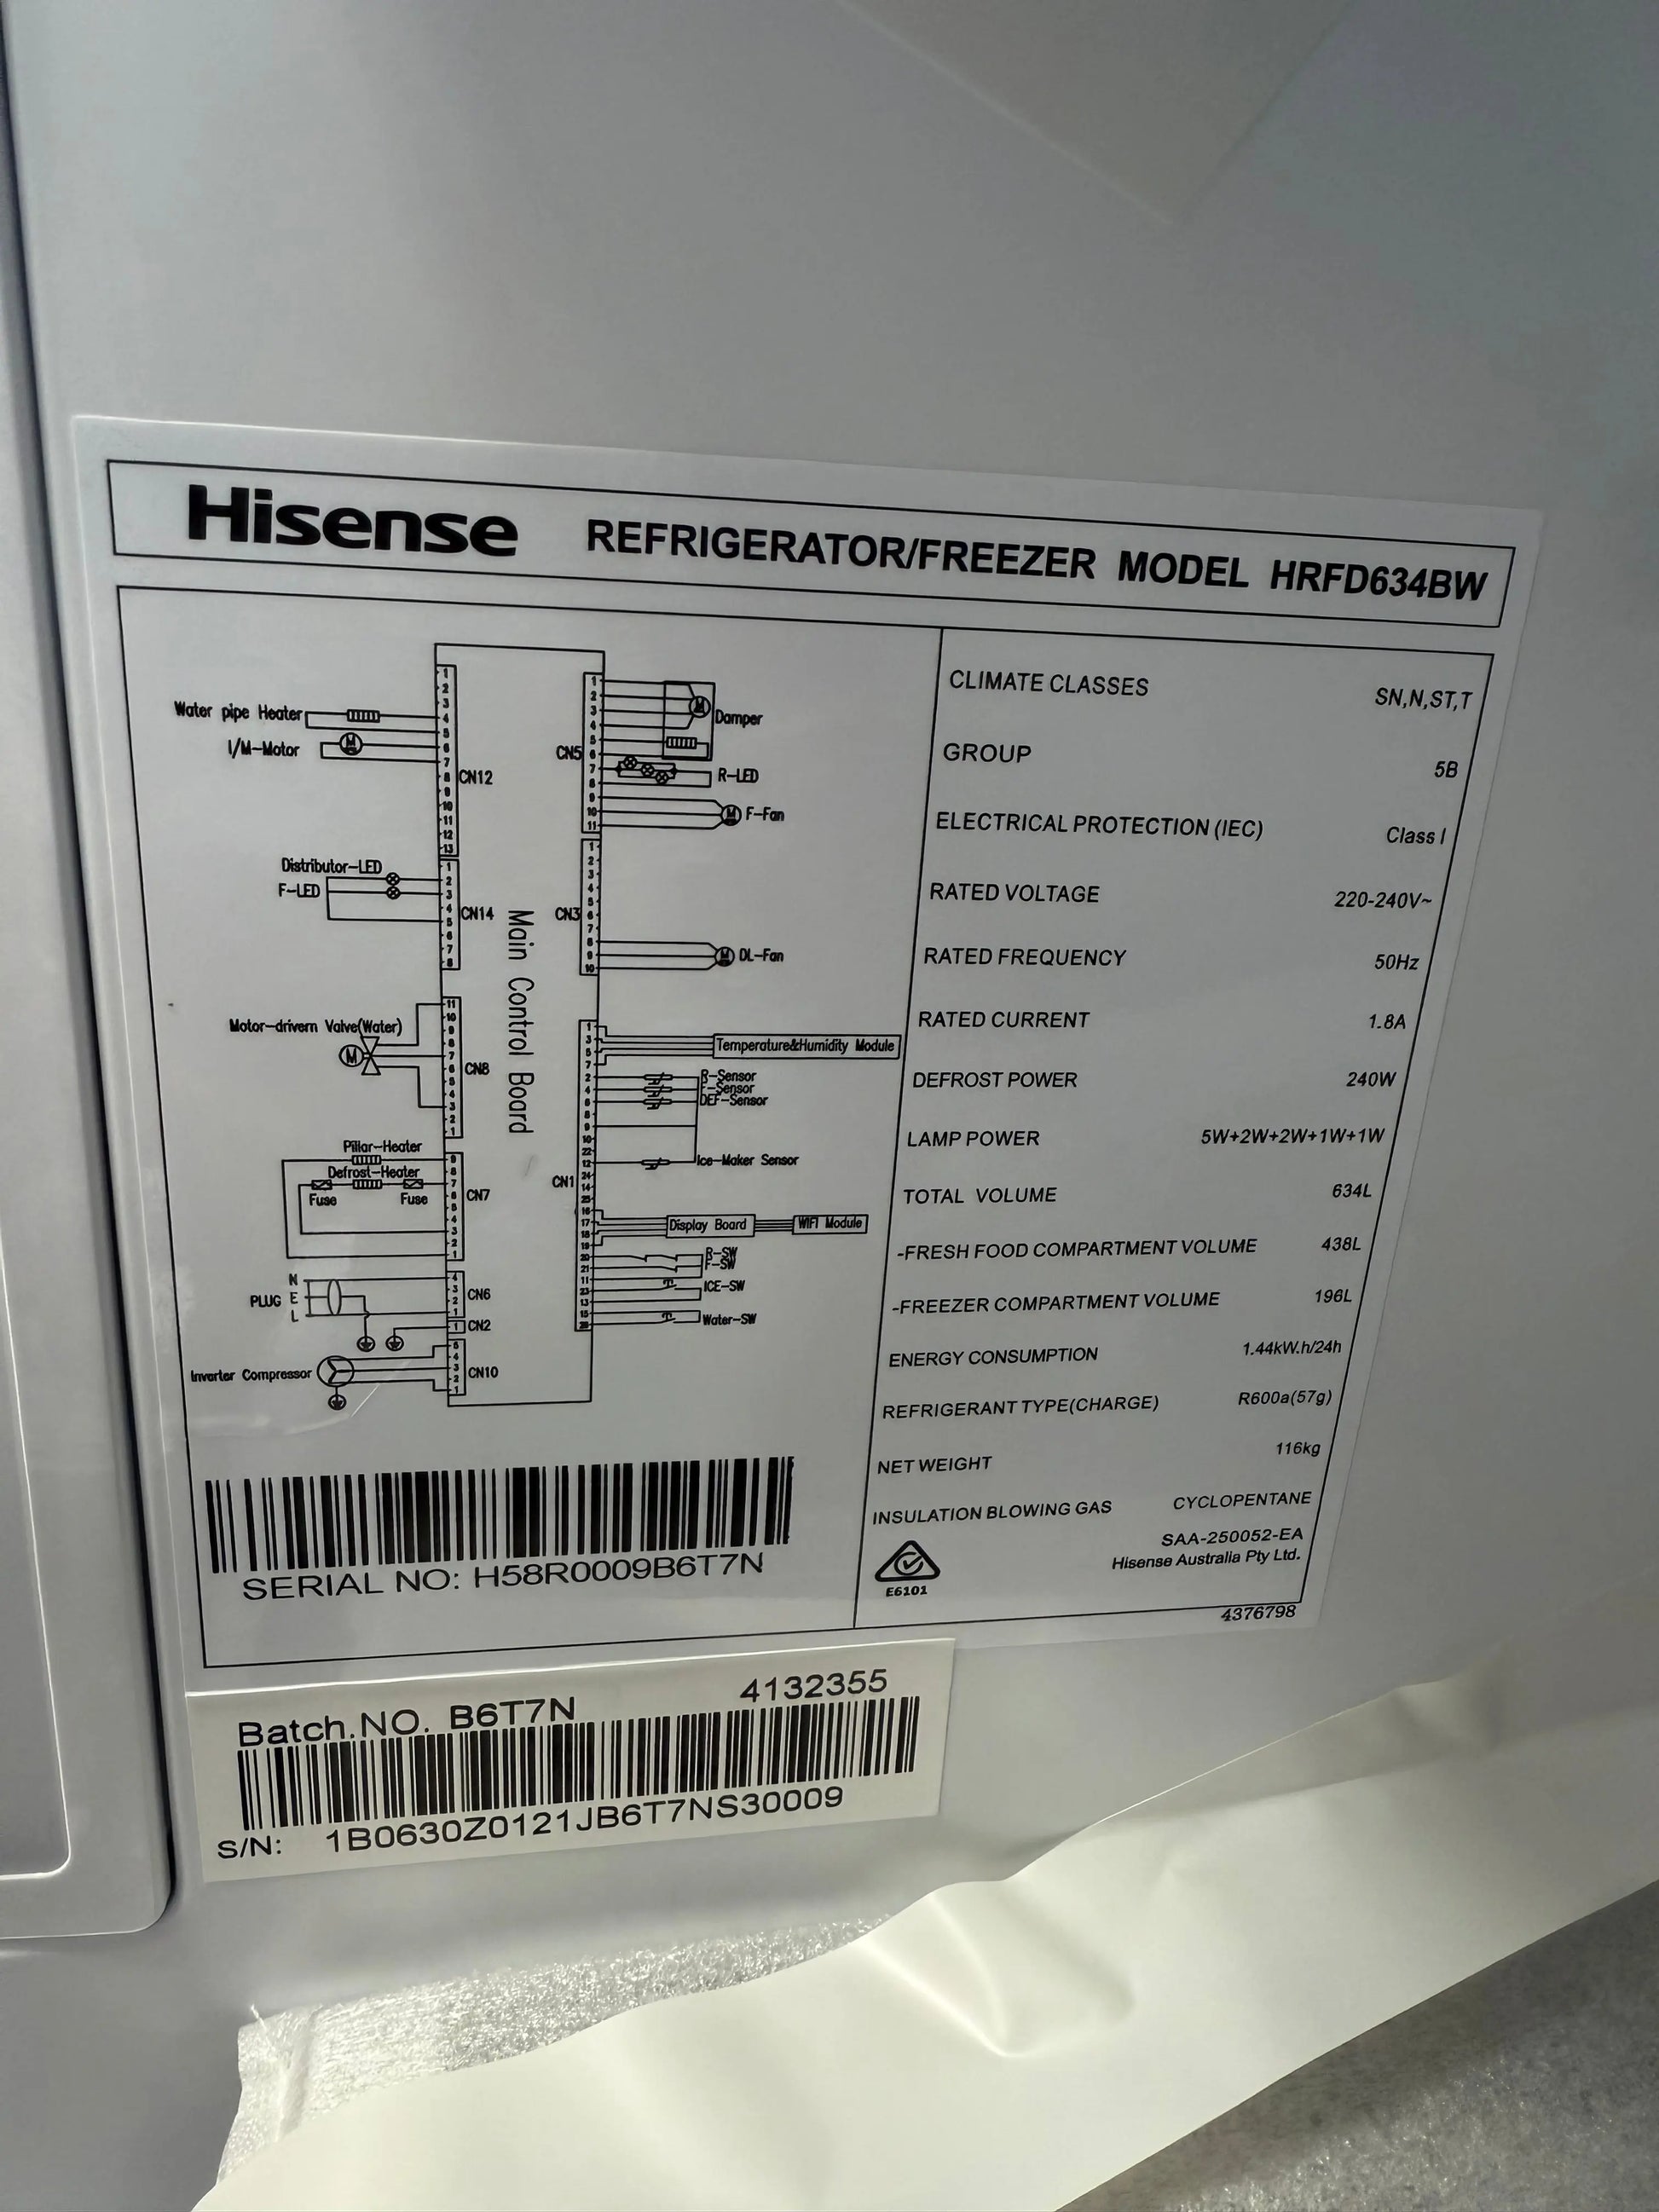 Hisense REFRIGERATOR/FREEZER MODEL HRFD634BW
Water pipe Heater
I/M-Motor
CN12
Distributor-LED
F-LED
CN14
Motor-drivern Valve(Water)
M
CN8
Pillar-Heater
Defrost-Heater
Fuse Fuse
CN7
PLUG N E L
CN6
CN2
Inverter Compressor
CN10
Main Control Board
CN5
M
Damper
R-LED
M F-Fan
CN3
M DL-Fan
Temperature&Humidity Module
R-Sensor
F-Sensor
DEF-Sensor
Ice-Maker Sensor
CN1
Display Board WIFI Module
R-SW
F-SW
ICE-SW
Water-SW
SERIAL NO: H58R0009B6T7N
CLIMATE CLASSES SN,N,ST,T
GROUP 5B
ELECTRICAL PROTECTION (IEC) Class I
RATED VOLTAGE 220-240V~
RATED FREQUENCY 50Hz
RATED CURRENT 1.8A
DEFROST POWER 240W
LAMP POWER 5W+2W+2W+1W+1W
TOTAL VOLUME 634L
-FRESH FOOD COMPARTMENT VOLUME 438L
-FREEZER COMPARTMENT VOLUME 196L
ENERGY CONSUMPTION 1.44kW.h/24h
REFRIGERANT TYPE(CHARGE) R600a(57g)
NET WEIGHT 116kg
INSULATION BLOWING GAS CYCLOPENTANE
SAA-250052-EA
Hisense Australia Pty Ltd.
E6101
4376798
Batch.NO. B6T7N 4132355
S/N: 1B0630Z0121JB6T7NS30009